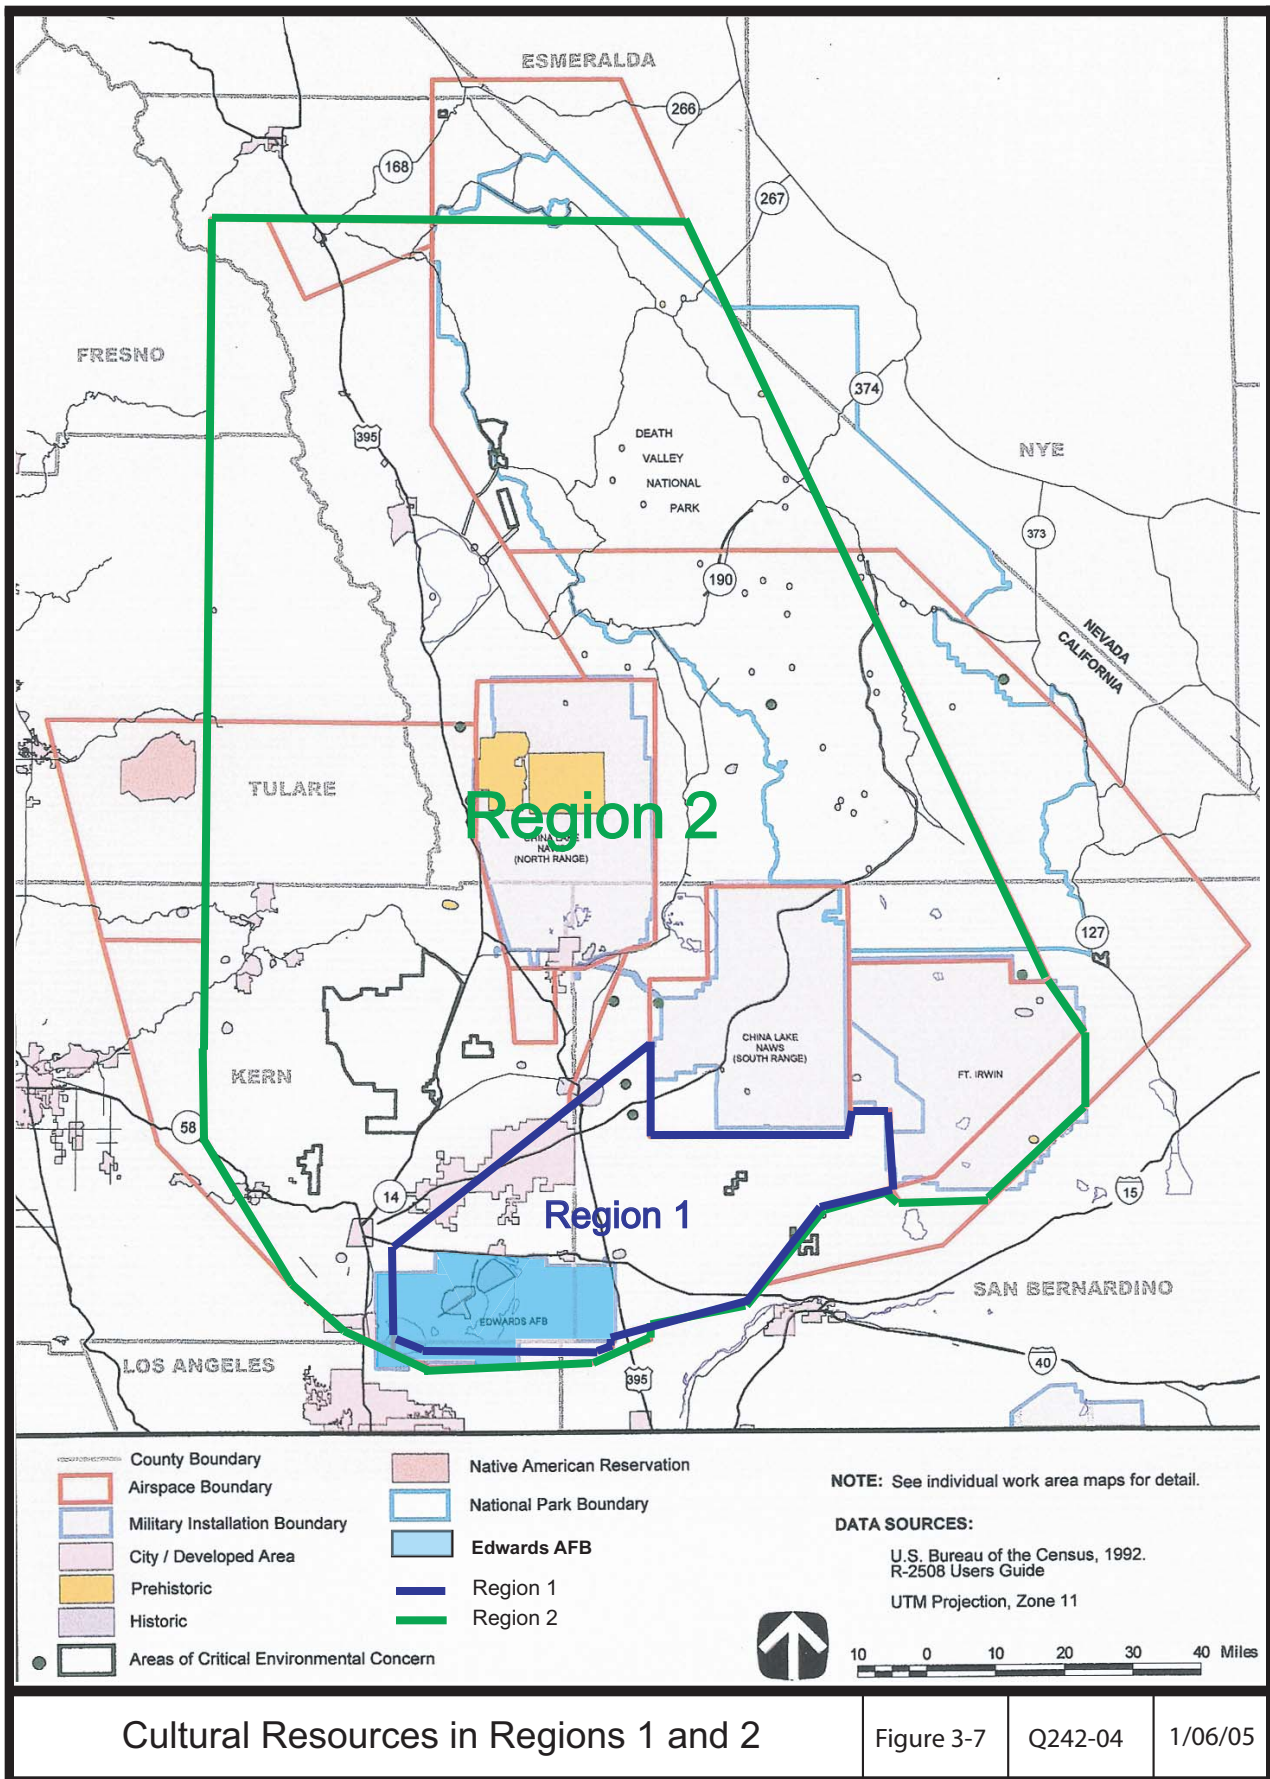 ESMERALDA
266
168
267
FRESNO
374
395
DEATH
VALLEY
NATIONAL
PARK
NYE
373
190
NEVADA
CALIFORNIA
TULARE
Region 2
CHINA LAKE
NAWS
(NORTH RANGE)
127
CHINA LAKE
NAWS
(SOUTH RANGE)
FT. IRWIN
KERN
58
14
15
Region 1
SAN BERNARDINO
EDWARDS AFB
LOS ANGELES
40
395
County Boundary
Airspace Boundary
Military Installation Boundary
City / Developed Area
Prehistoric
Historic
Areas of Critical Environmental Concern
Native American Reservation
National Park Boundary
Edwards AFB
Region 1
Region 2
NOTE: See individual work area maps for detail.
DATA SOURCES:
U.S. Bureau of the Census, 1992.
R-2508 Users Guide
UTM Projection, Zone 11
10 0 10 20 30 40 Miles
Cultural Resources in Regions 1 and 2
Figure 3-7
Q242-04
1/06/05